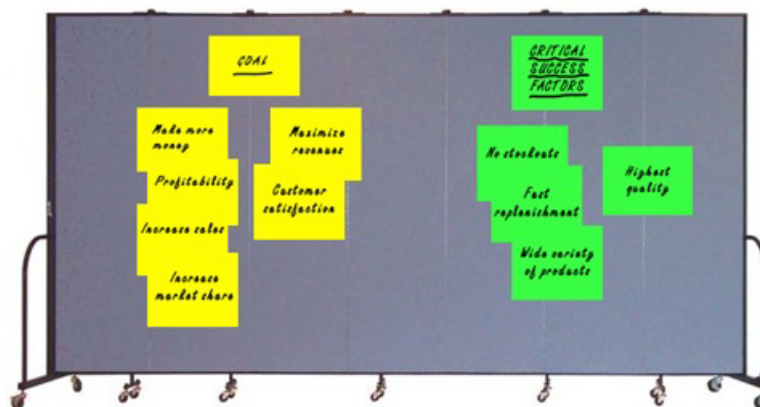 GOAL
Make more
money
Profitability
Increase sales
Increase
market share
Maximize
revenues
Customer
satisfaction
CRITICAL
SUCCESS
FACTORS
No stockouts
Fast
replenishment
Wide variety
of products
Highest
quality